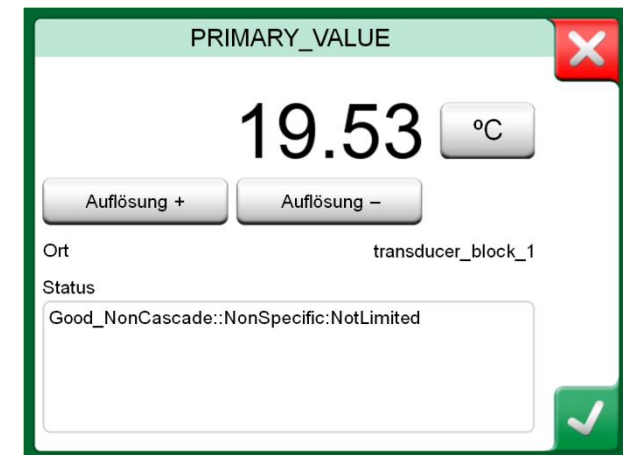 PRIMARY_VALUE
19.53 ºC
Auflösung + Auflösung –
Ort transducer_block_1
Status
Good_NonCascade::NonSpecific:NotLimited